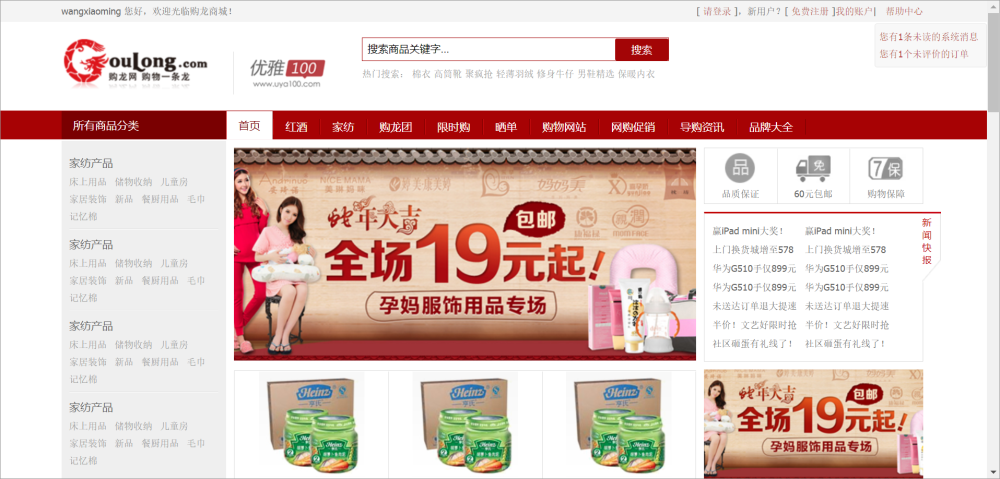 wangxiaoming 您好，欢迎光临购龙商城！
[ 请登录 ]，新用户？[ 免费注册 ]我的账户| 帮助中心
您有1条未读的系统消息
您有1个未评价的订单
GouLong.com
购龙网 购物一条龙
优雅 100
www.uya100.com
搜索商品关键字... 搜索
热门搜索： 棉衣 高筒靴 聚疯抢 轻薄羽绒 修身牛仔 男鞋精选 保暖内衣
所有商品分类 首页 红酒 家纺 购龙团 限时购 晒单 购物网站 网购促销 导购资讯 品牌大全
家纺产品
床上用品 储物收纳 儿童房
家居装饰 新品 餐厨用品 毛巾
记忆棉
家纺产品
床上用品 储物收纳 儿童房
家居装饰 新品 餐厨用品 毛巾
记忆棉
家纺产品
床上用品 储物收纳 儿童房
家居装饰 新品 餐厨用品 毛巾
记忆棉
家纺产品
床上用品 储物收纳 儿童房
家居装饰 新品 餐厨用品 毛巾
记忆棉
NICE MAMA
蛇年大吉
包邮
全场19元起！
孕妈服饰用品专场
品 免 7保
品质保证 60元包邮 购物保障
新闻快报
赢iPad mini大奖！ 赢iPad mini大奖！
上门换货城增至578 上门换货城增至578
华为G510手仅899元 华为G510手仅899元
华为G510手仅899元 华为G510手仅899元
未送达订单退大提速 未送达订单退大提速
半价！文艺好限时抢 半价！文艺好限时抢
社区砸蛋有礼线了！ 社区砸蛋有礼线了！
Heinz
亨氏
Heinz
Heinz
Heinz
亨氏
Heinz
Heinz
Heinz
亨氏
Heinz
Heinz
蛇年大吉
包邮
全场19元起！
孕妈服饰用品专场